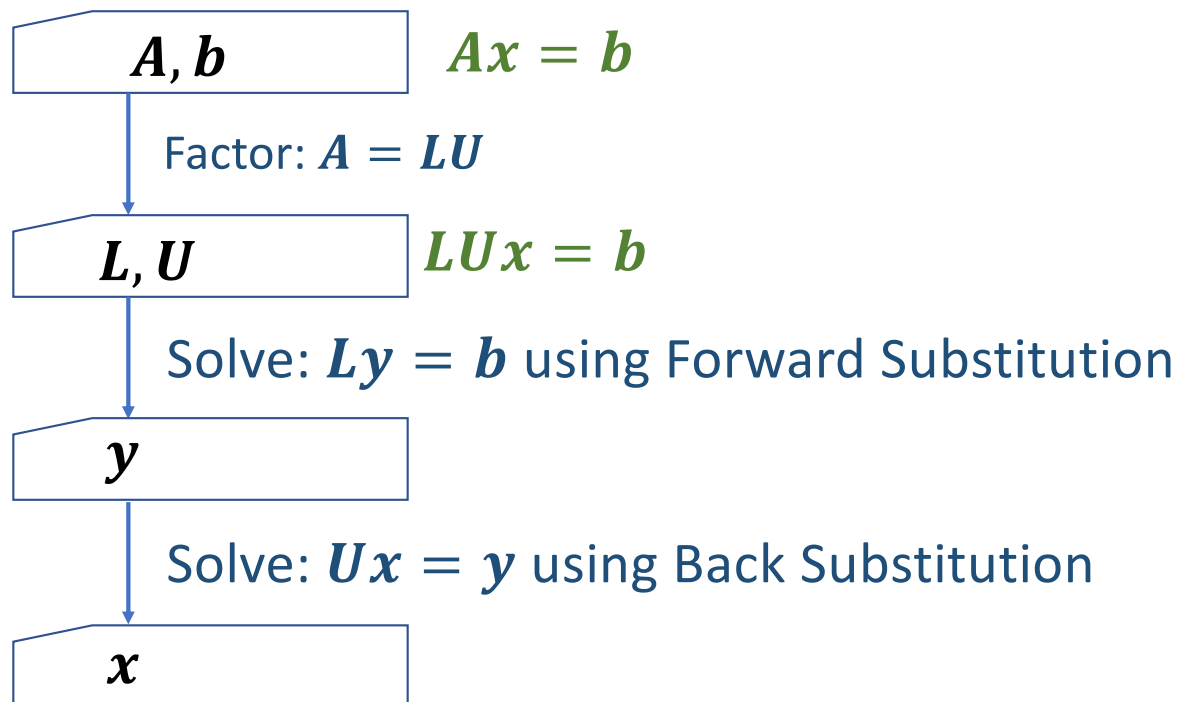 A, b
Ax = b
Factor: A = LU
L, U
LUx = b
Solve: Ly = b using Forward Substitution
y
Solve: Ux = y using Back Substitution
x